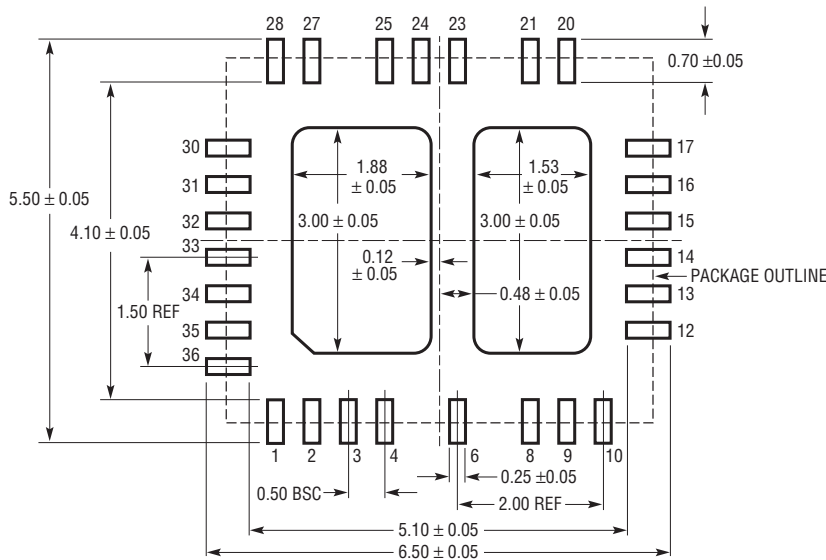 28 27 25 24 23 21 20
0.70 ±0.05
30
31
32
33
34
35
36
17
16
15
14
13
12
1.88
± 0.05
1.53
± 0.05
3.00 ± 0.05
3.00 ± 0.05
5.50 ± 0.05
4.10 ± 0.05
0.12
± 0.05
0.48 ± 0.05
PACKAGE OUTLINE
1.50 REF
1 2 3 4 6 8 9 10
0.25 ±0.05
0.50 BSC
2.00 REF
5.10 ± 0.05
6.50 ± 0.05